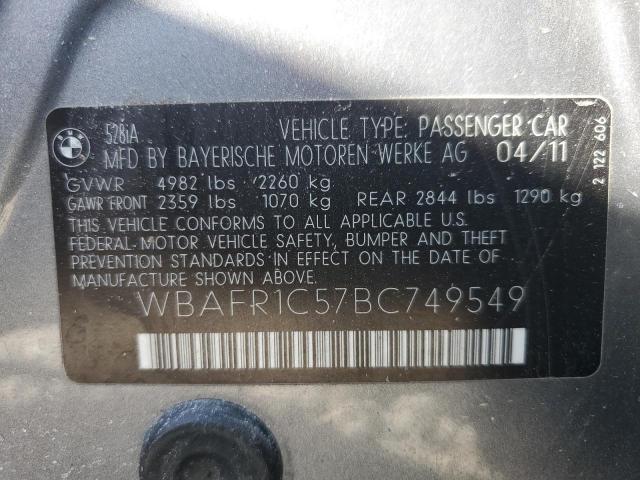 BMW
528iA VEHICLE TYPE: PASSENGER CAR
MFD BY BAYERISCHE MOTOREN WERKE AG 04/11
GVWR 4982 lbs 2260 kg
GAWR FRONT 2359 lbs 1070 kg REAR 2844 lbs 1290 kg
THIS VEHICLE CONFORMS TO ALL APPLICABLE U.S.
FEDERAL MOTOR VEHICLE SAFETY, BUMPER AND THEFT
PREVENTION STANDARDS IN EFFECT ON THE DATE OF
MANUFACTURE SHOWN ABOVE.
WBAFR1C57BC749549
2 122 606